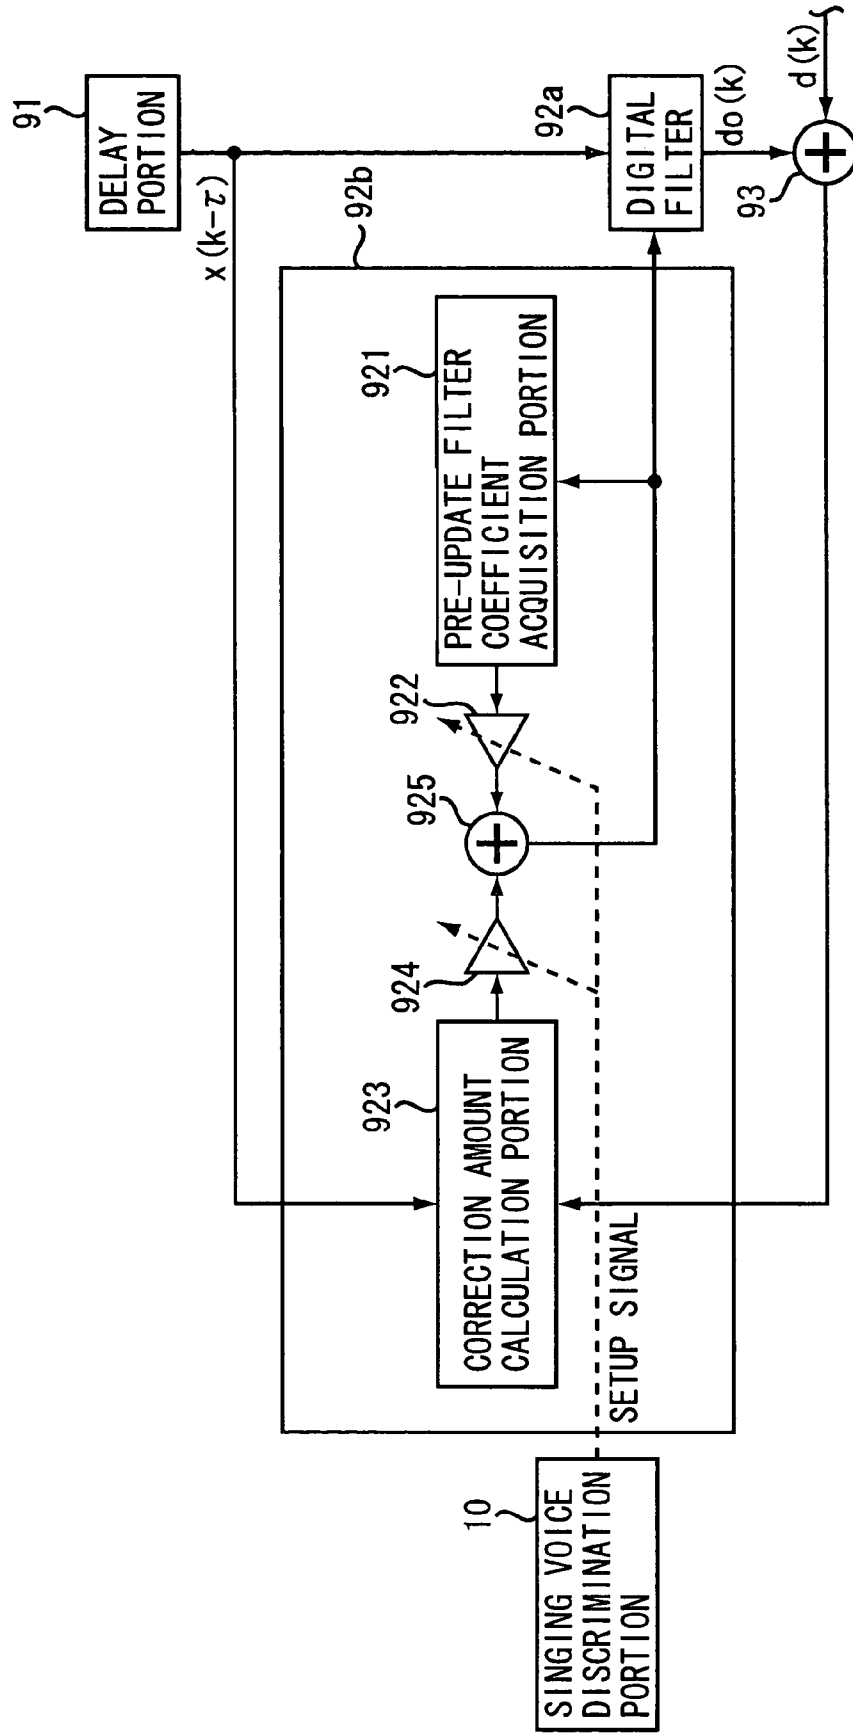 91
DELAY
PORTION
x(k-τ)
92b
92a
DIGITAL
FILTER
do(k)
d(k)
93
921
PRE-UPDATE FILTER
COEFFICIENT
ACQUISITION PORTION
922
925
924
923
CORRECTION AMOUNT
CALCULATION PORTION
SETUP SIGNAL
10
SINGING VOICE
DISCRIMINATION
PORTION